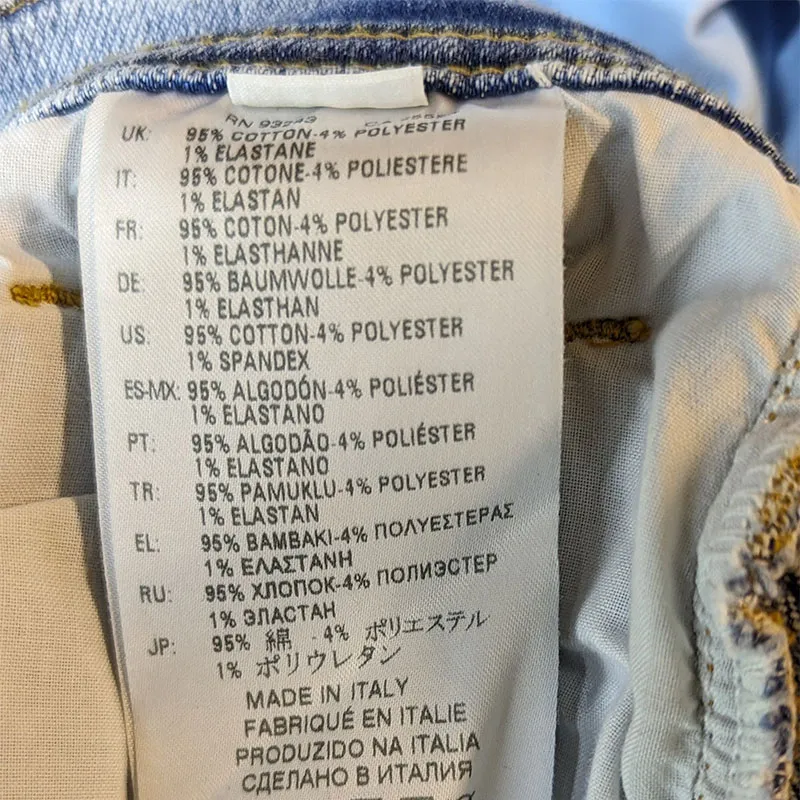 RN 93243 CA
UK: 95% COTTON-4% POLYESTER
1% ELASTANE
IT: 95% COTONE-4% POLIESTERE
1% ELASTAN
FR: 95% COTON-4% POLYESTER
1% ELASTHANNE
DE: 95% BAUMWOLLE-4% POLYESTER
1% ELASTHAN
US: 95% COTTON-4% POLYESTER
1% SPANDEX
ES-MX: 95% ALGODÓN-4% POLIÉSTER
1% ELASTANO
PT: 95% ALGODÃO-4% POLIÉSTER
1% ELASTANO
TR: 95% PAMUKLU-4% POLYESTER
1% ELASTAN
EL: 95% ΒΑΜΒΑΚΙ-4% ΠΟΛΥΕΣΤΕΡΑΣ
1% ΕΛΑΣΤΑΝΗ
RU: 95% ХЛОПОК-4% ПОЛИЭСТЕР
1% ЭЛАСТАН
JP: 95% 綿 - 4% ポリエステル
1% ポリウレタン
MADE IN ITALY
FABRIQUÉ EN ITALIE
PRODUZIDO NA ITALIA
СДЕЛАНО В ИТАЛИЯ